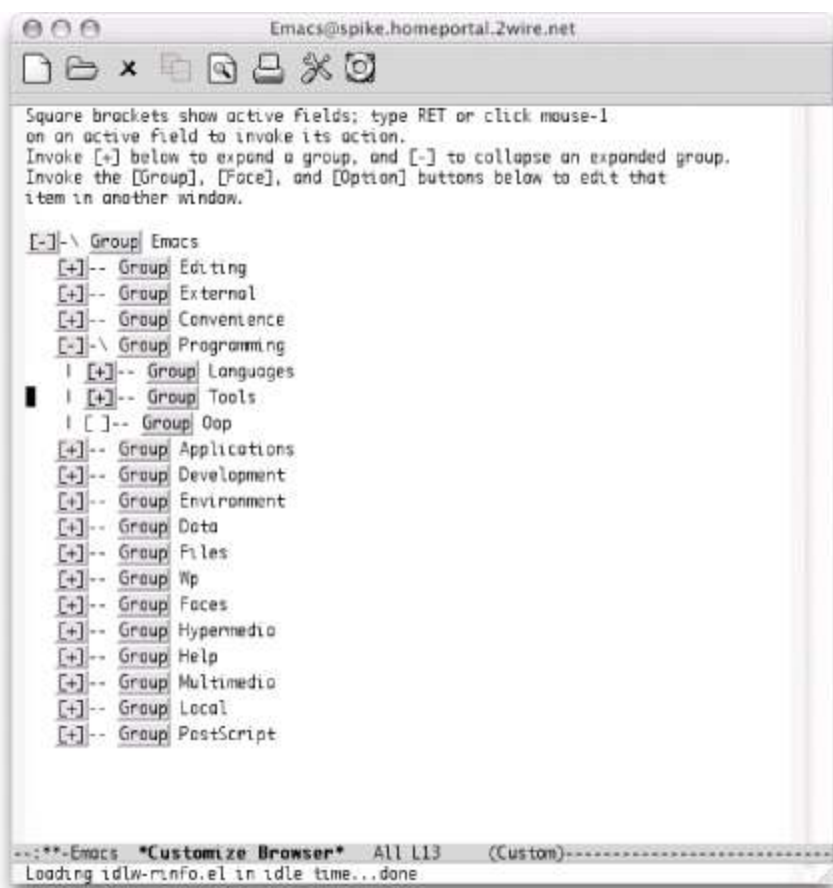 Emacs@spike.homeportal.2wire.net
Square brackets show active fields; type RET or click mouse-1
on an active field to invoke its action.
Invoke [+] below to expand a group, and [-] to collapse an expanded group.
Invoke the [Group], [Face], and [Option] buttons below to edit that
item in another window.
[-]-\ Group Emacs
[+]-- Group Editing
[+]-- Group External
[+]-- Group Convenience
[-]-\ Group Programming
| [+]-- Group Languages
| [+]-- Group Tools
| [ ]-- Group Oop
[+]-- Group Applications
[+]-- Group Development
[+]-- Group Environment
[+]-- Group Data
[+]-- Group Files
[+]-- Group Wp
[+]-- Group Faces
[+]-- Group Hypermedia
[+]-- Group Help
[+]-- Group Multimedia
[+]-- Group Local
[+]-- Group PostScript
--:**-Emacs *Customize Browser* All L13 (Custom)--------------------------
Loading idlw-rinfo.el in idle time...done